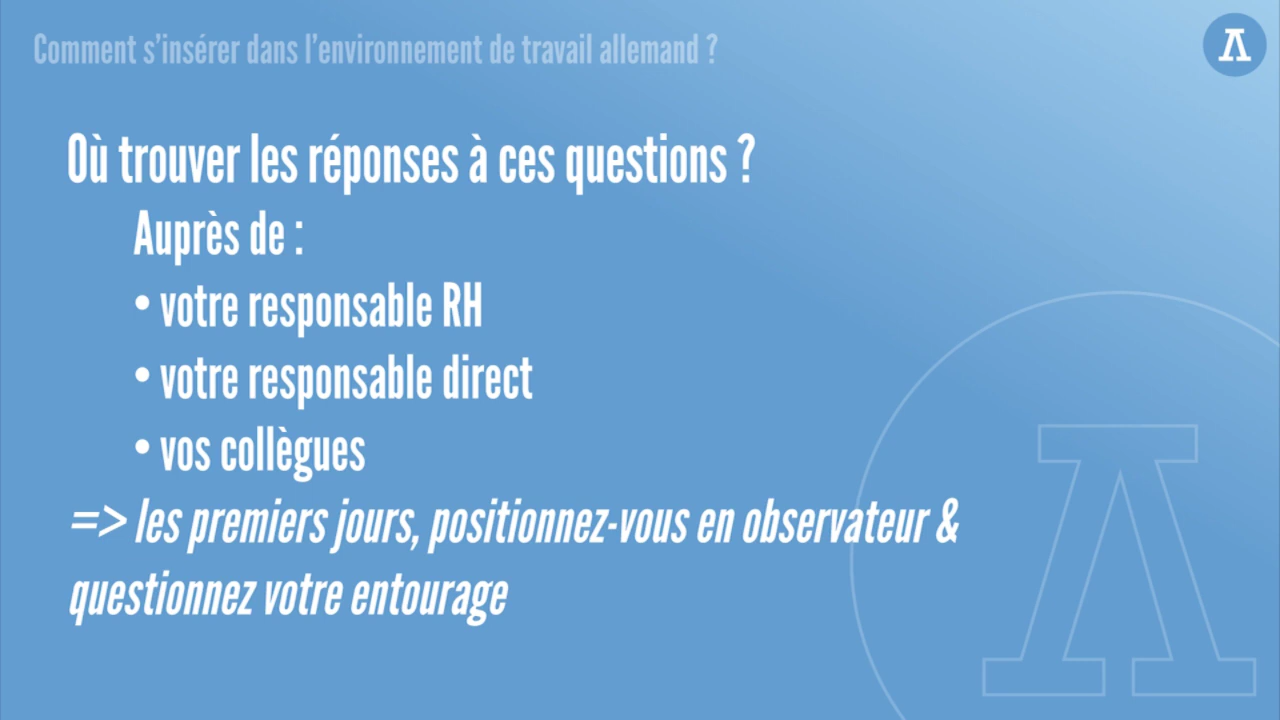 Comment s'insérer dans l'environnement de travail allemand ?
Où trouver les réponses à ces questions ?
Auprès de :
• votre responsable RH
• votre responsable direct
• vos collègues
=> les premiers jours, positionnez-vous en observateur &
questionnez votre entourage